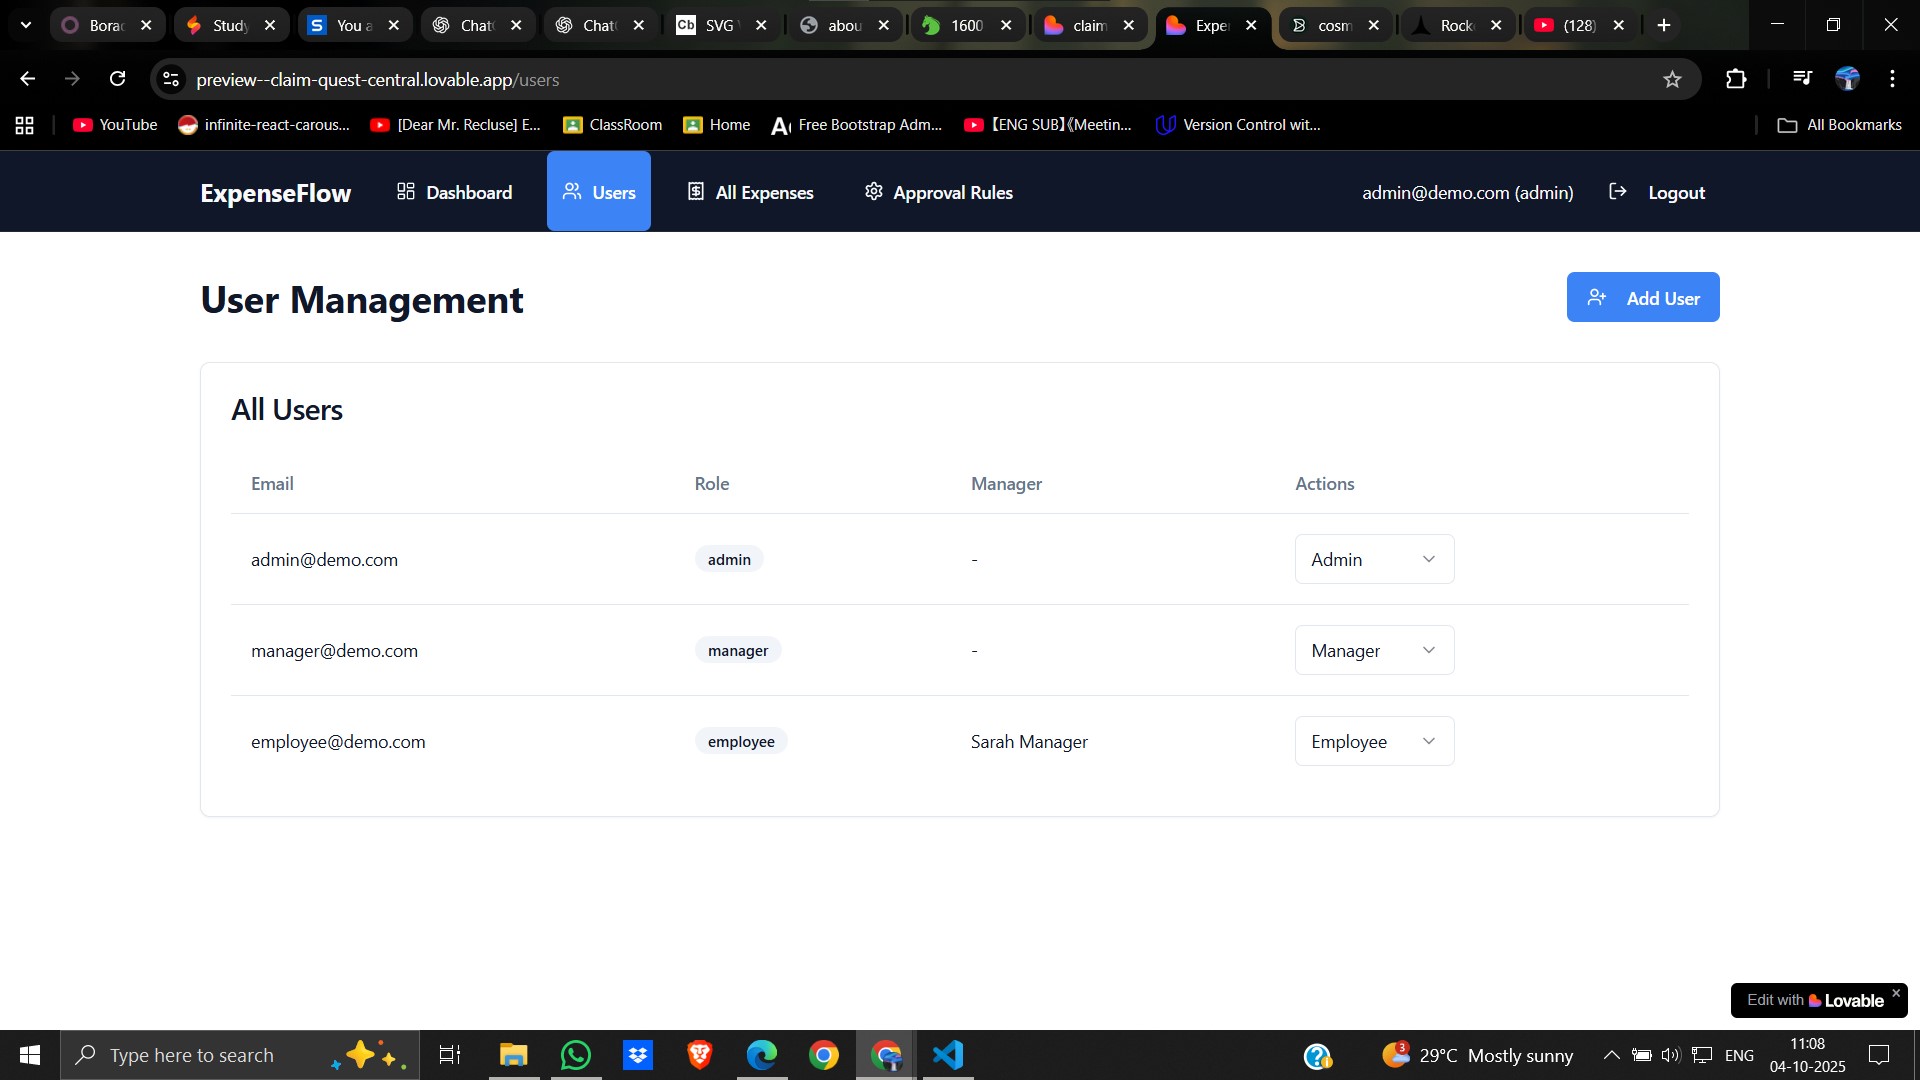 Borac
Study
You a
Chat
Chat
SVG
abou
1600
claim
Exper
cosm
Rock
(128)
preview--claim-quest-central.lovable.app/users
YouTube
infinite-react-carous...
[Dear Mr. Recluse] E...
ClassRoom
Home
Free Bootstrap Adm...
【ENG SUB】《Meetin...
Version Control wit...
All Bookmarks
ExpenseFlow
Dashboard
Users
All Expenses
Approval Rules
admin@demo.com (admin)
Logout
User Management
Add User
All Users
Email Role Manager Actions
admin@demo.com admin - Admin
manager@demo.com manager - Manager
employee@demo.com employee Sarah Manager Employee
Edit with Lovable
Type here to search
3
29°C Mostly sunny
ENG
11:08
04-10-2025